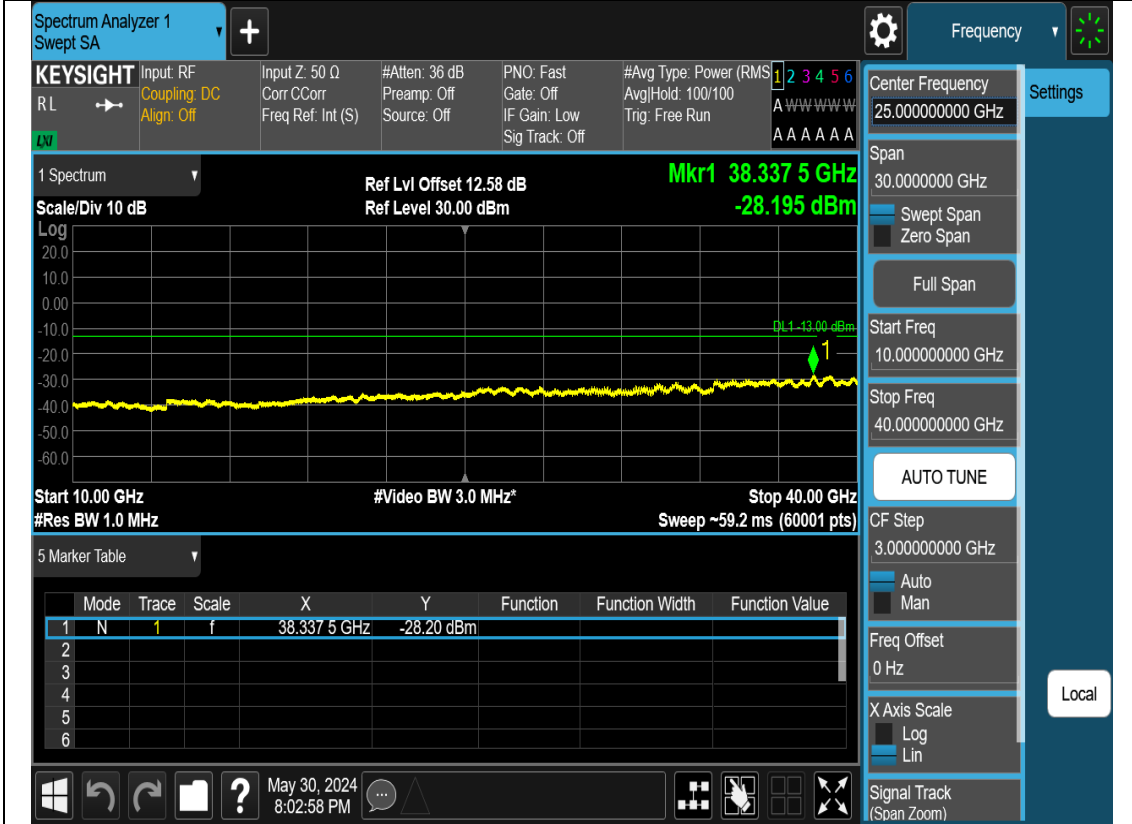 Spectrum Analyzer 1
Swept SA
+
Frequency
KEYSIGHT
RL
LXI
Input: RF
Coupling: DC
Align: Off
Input Z: 50 Ω
Corr CCorr
Freq Ref: Int (S)
#Atten: 36 dB
Preamp: Off
Source: Off
PNO: Fast
Gate: Off
IF Gain: Low
Sig Track: Off
#Avg Type: Power (RMS
Avg|Hold: 100/100
Trig: Free Run
1 2 3 4 5 6
A W W W W W
A A A A A A
1 Spectrum
Scale/Div 10 dB
Ref Lvl Offset 12.58 dB
Ref Level 30.00 dBm
Mkr1 38.337 5 GHz
-28.195 dBm
Log
20.0
10.0
0.00
-10.0
-20.0
-30.0
-40.0
-50.0
-60.0
DL1 -13.00 dBm
1
Start 10.00 GHz
#Video BW 3.0 MHz*
Stop 40.00 GHz
#Res BW 1.0 MHz
Sweep ~59.2 ms (60001 pts)
5 Marker Table
Mode Trace Scale X Y Function Function Width Function Value
1 N 1 f 38.337 5 GHz -28.20 dBm
2
3
4
5
6
?
May 30, 2024
8:02:58 PM
Center Frequency
25.000000000 GHz
Span
30.0000000 GHz
Swept Span
Zero Span
Full Span
Start Freq
10.000000000 GHz
Stop Freq
40.000000000 GHz
AUTO TUNE
CF Step
3.000000000 GHz
Auto
Man
Freq Offset
0 Hz
X Axis Scale
Log
Lin
Signal Track
(Span Zoom)
Settings
Local